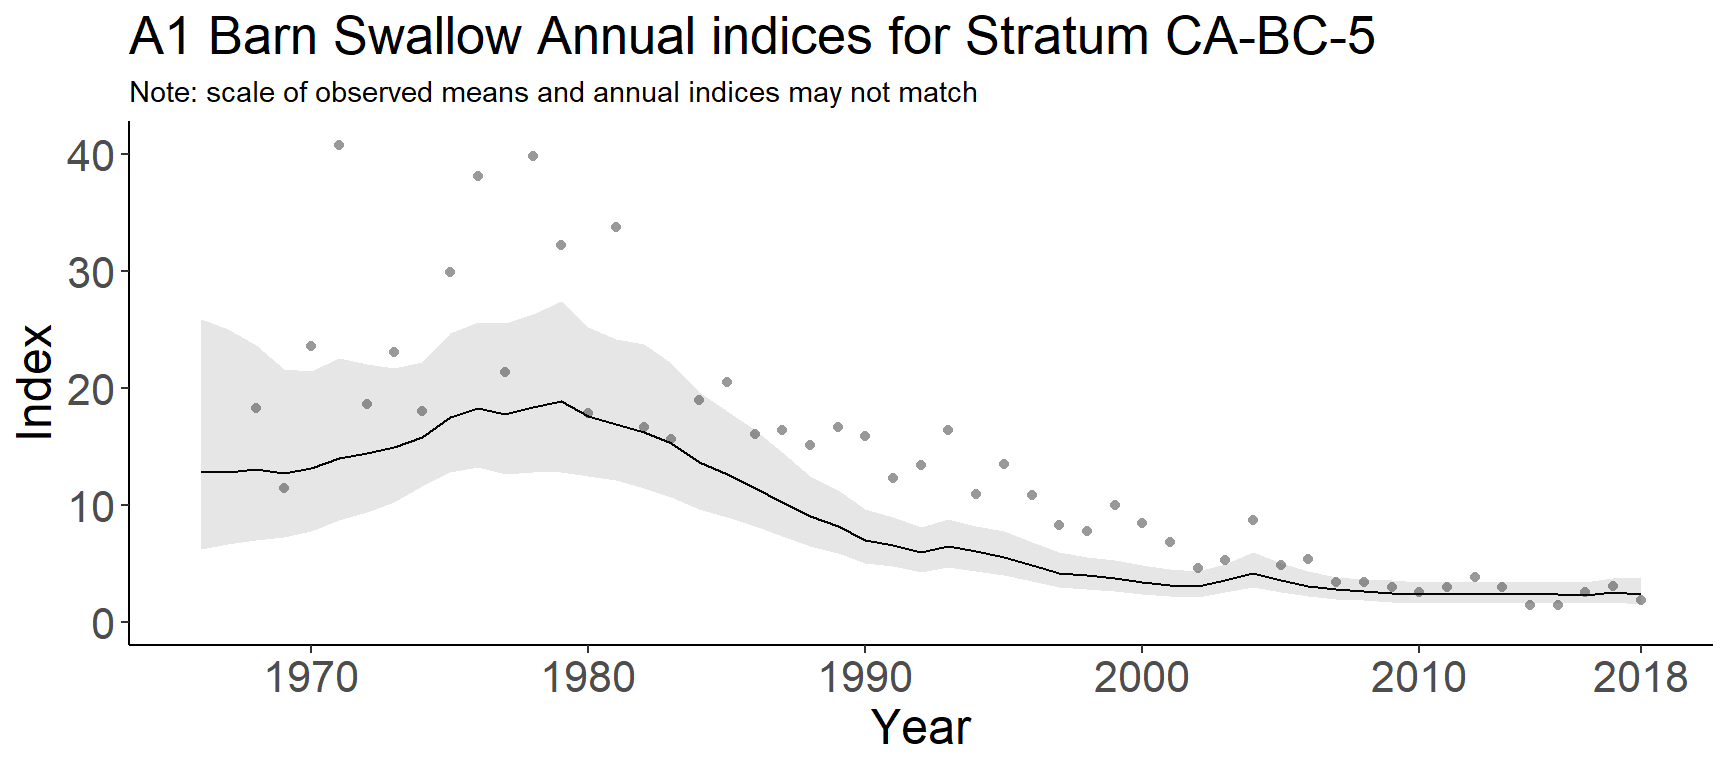 A1 Barn Swallow Annual indices for Stratum CA-BC-5
Note: scale of observed means and annual indices may not match
40
30
20
10
0
Index
1970 1980 1990 2000 2010 2018
Year